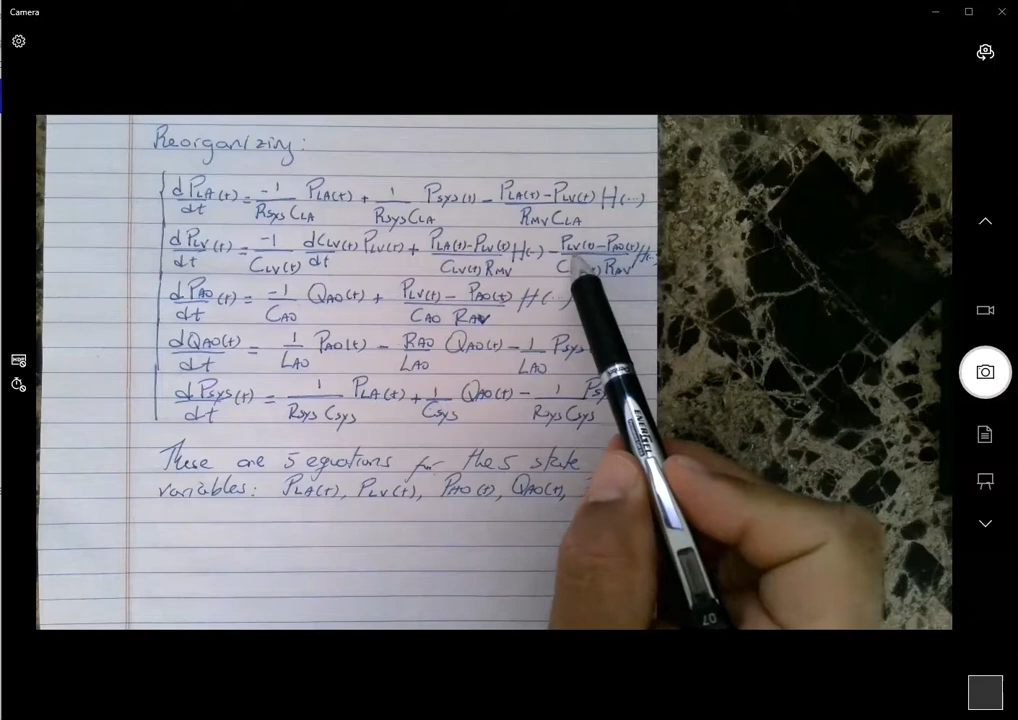 Camera
Reorganizing:
dPLA(t)/dt = -1/(RSYS CLA) PLA(t) + 1/(RSYS CLA) PSYS(t) - (PLA(t)-PLV(t))/(RMV CLA) H(...)
dPLV(t)/dt = -1/CLV(t) dCLV(t)/dt PLV(t) + (PLA(t)-PLV(t))/(CLV(t) RMV) H(..) - (PLV(t)-PAO(t))/(C RAV) H(..
dPAO(t)/dt = -1/CAO QAO(t) + (PLV(t) - PAO(t))/(CAO RAV) H(...)
dQAO(t)/dt = 1/LAO PAO(t) - RAO/LAO QAO(t) - 1/LAO Psys
dPsys(t)/dt = 1/(RSYS CSYS) PLA(t) + 1/CSYS QAO(t) - 1/(RSYS CSYS) Ps
These are 5 equations for the 5 state
variables: PLA(t), PLV(t), PAO(t), QAO(t),
ENERGEL
07